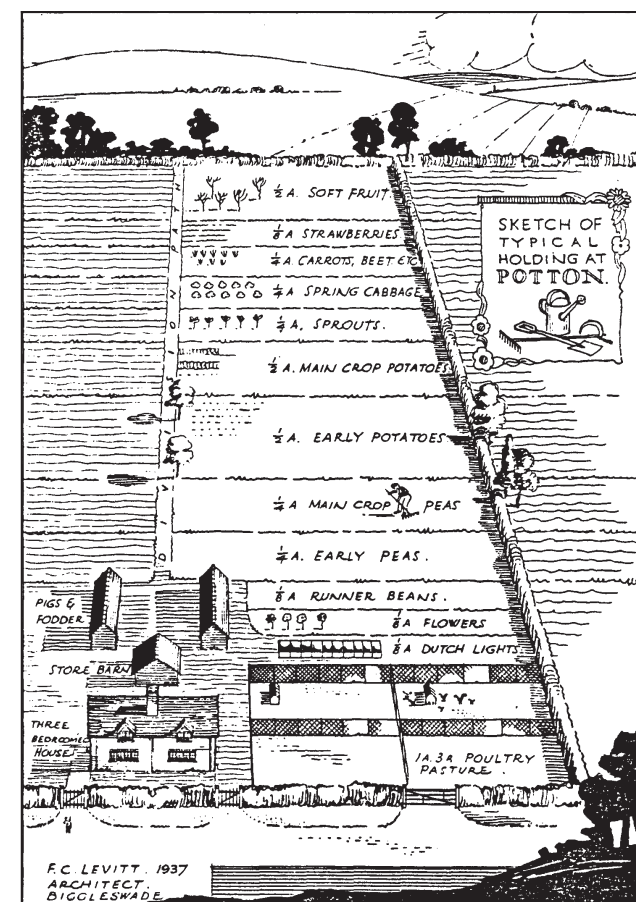 ½ A. SOFT FRUIT.
⅛ A STRAWBERRIES
¼ A. CARROTS, BEET ETC
¼ A SPRING CABBAGE
¼ A. SPROUTS.
½ A. MAIN CROP POTATOES
½ A. EARLY POTATOES
¼ A MAIN CROP PEAS
¼ A. EARLY PEAS.
⅛ A RUNNER BEANS.
⅛ A FLOWERS
⅛ A DUTCH LIGHTS
1A. 3R POULTRY
PASTURE.
DIVISION PATH
SKETCH OF
TYPICAL
HOLDING AT
POTTON.
PIGS &
FODDER
STORE BARN
THREE
BEDROOMED
HOUSES
F.C. LEVITT. 1937
ARCHITECT.
BIGGLESWADE